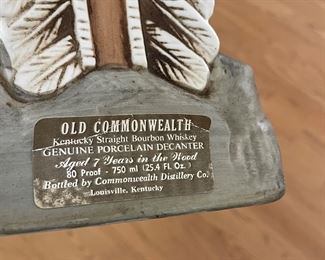 OLD COMMONWEALTH
Kentucky Straight Bourbon Whiskey
GENUINE PORCELAIN DECANTER
Aged 7 Years in the Wood
80 Proof - 750 ml (25.4 FL. Oz.)
Bottled by Commonwealth Distillery Co.
Louisville, Kentucky